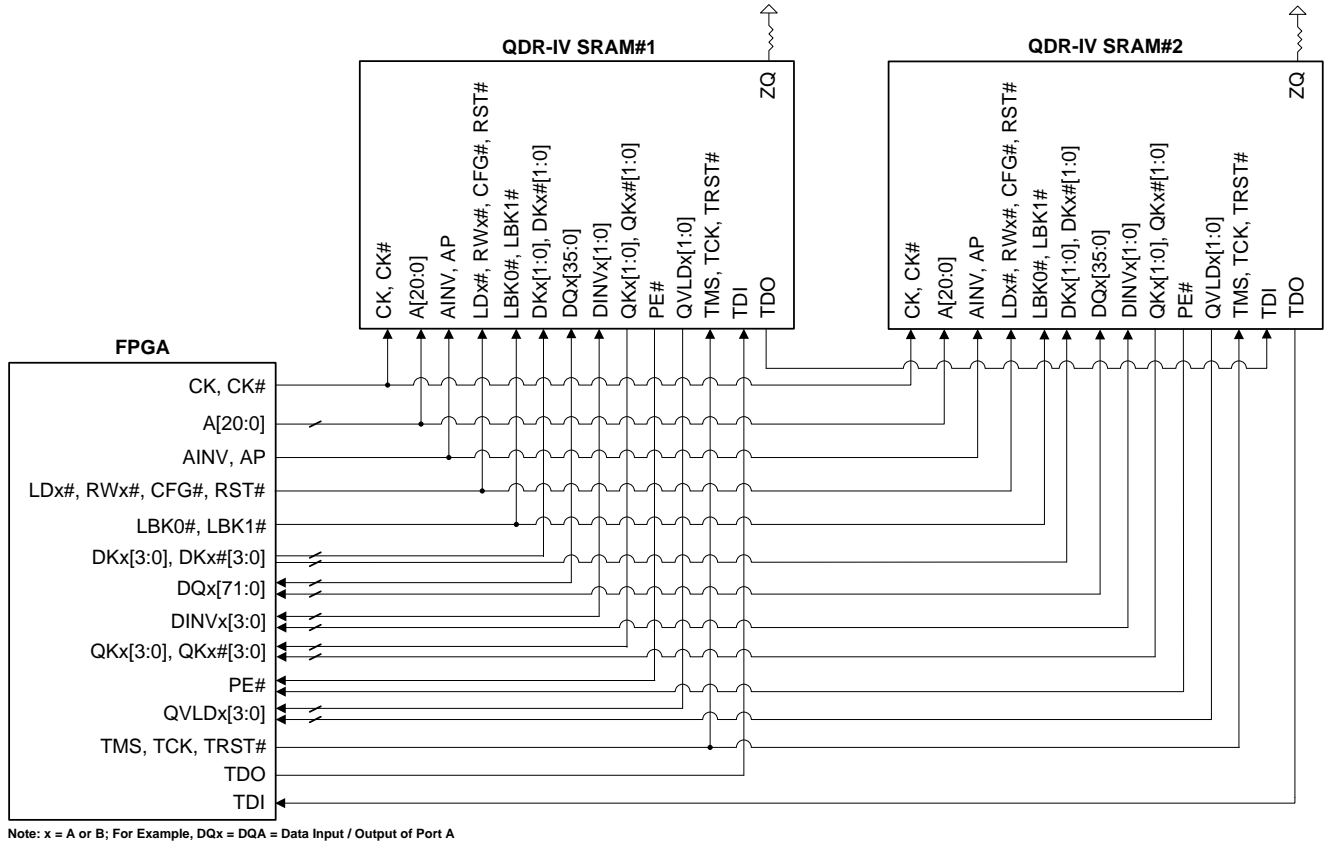 QDR-IV SRAM#1
ZQ
CK, CK#
A[20:0]
AINV, AP
LDx#, RWx#, CFG#, RST#
LBK0#, LBK1#
DKx[1:0], DKx#[1:0]
DQx[35:0]
DINVx[1:0]
QKx[1:0], QKx#[1:0]
PE#
QVLDx[1:0]
TMS, TCK, TRST#
TDI
TDO
QDR-IV SRAM#2
ZQ
CK, CK#
A[20:0]
AINV, AP
LDx#, RWx#, CFG#, RST#
LBK0#, LBK1#
DKx[1:0], DKx#[1:0]
DQx[35:0]
DINVx[1:0]
QKx[1:0], QKx#[1:0]
PE#
QVLDx[1:0]
TMS, TCK, TRST#
TDI
TDO
FPGA
CK, CK#
A[20:0]
AINV, AP
LDx#, RWx#, CFG#, RST#
LBK0#, LBK1#
DKx[3:0], DKx#[3:0]
DQx[71:0]
DINVx[3:0]
QKx[3:0], QKx#[3:0]
PE#
QVLDx[3:0]
TMS, TCK, TRST#
TDO
TDI
Note: x = A or B; For Example, DQx = DQA = Data Input / Output of Port A